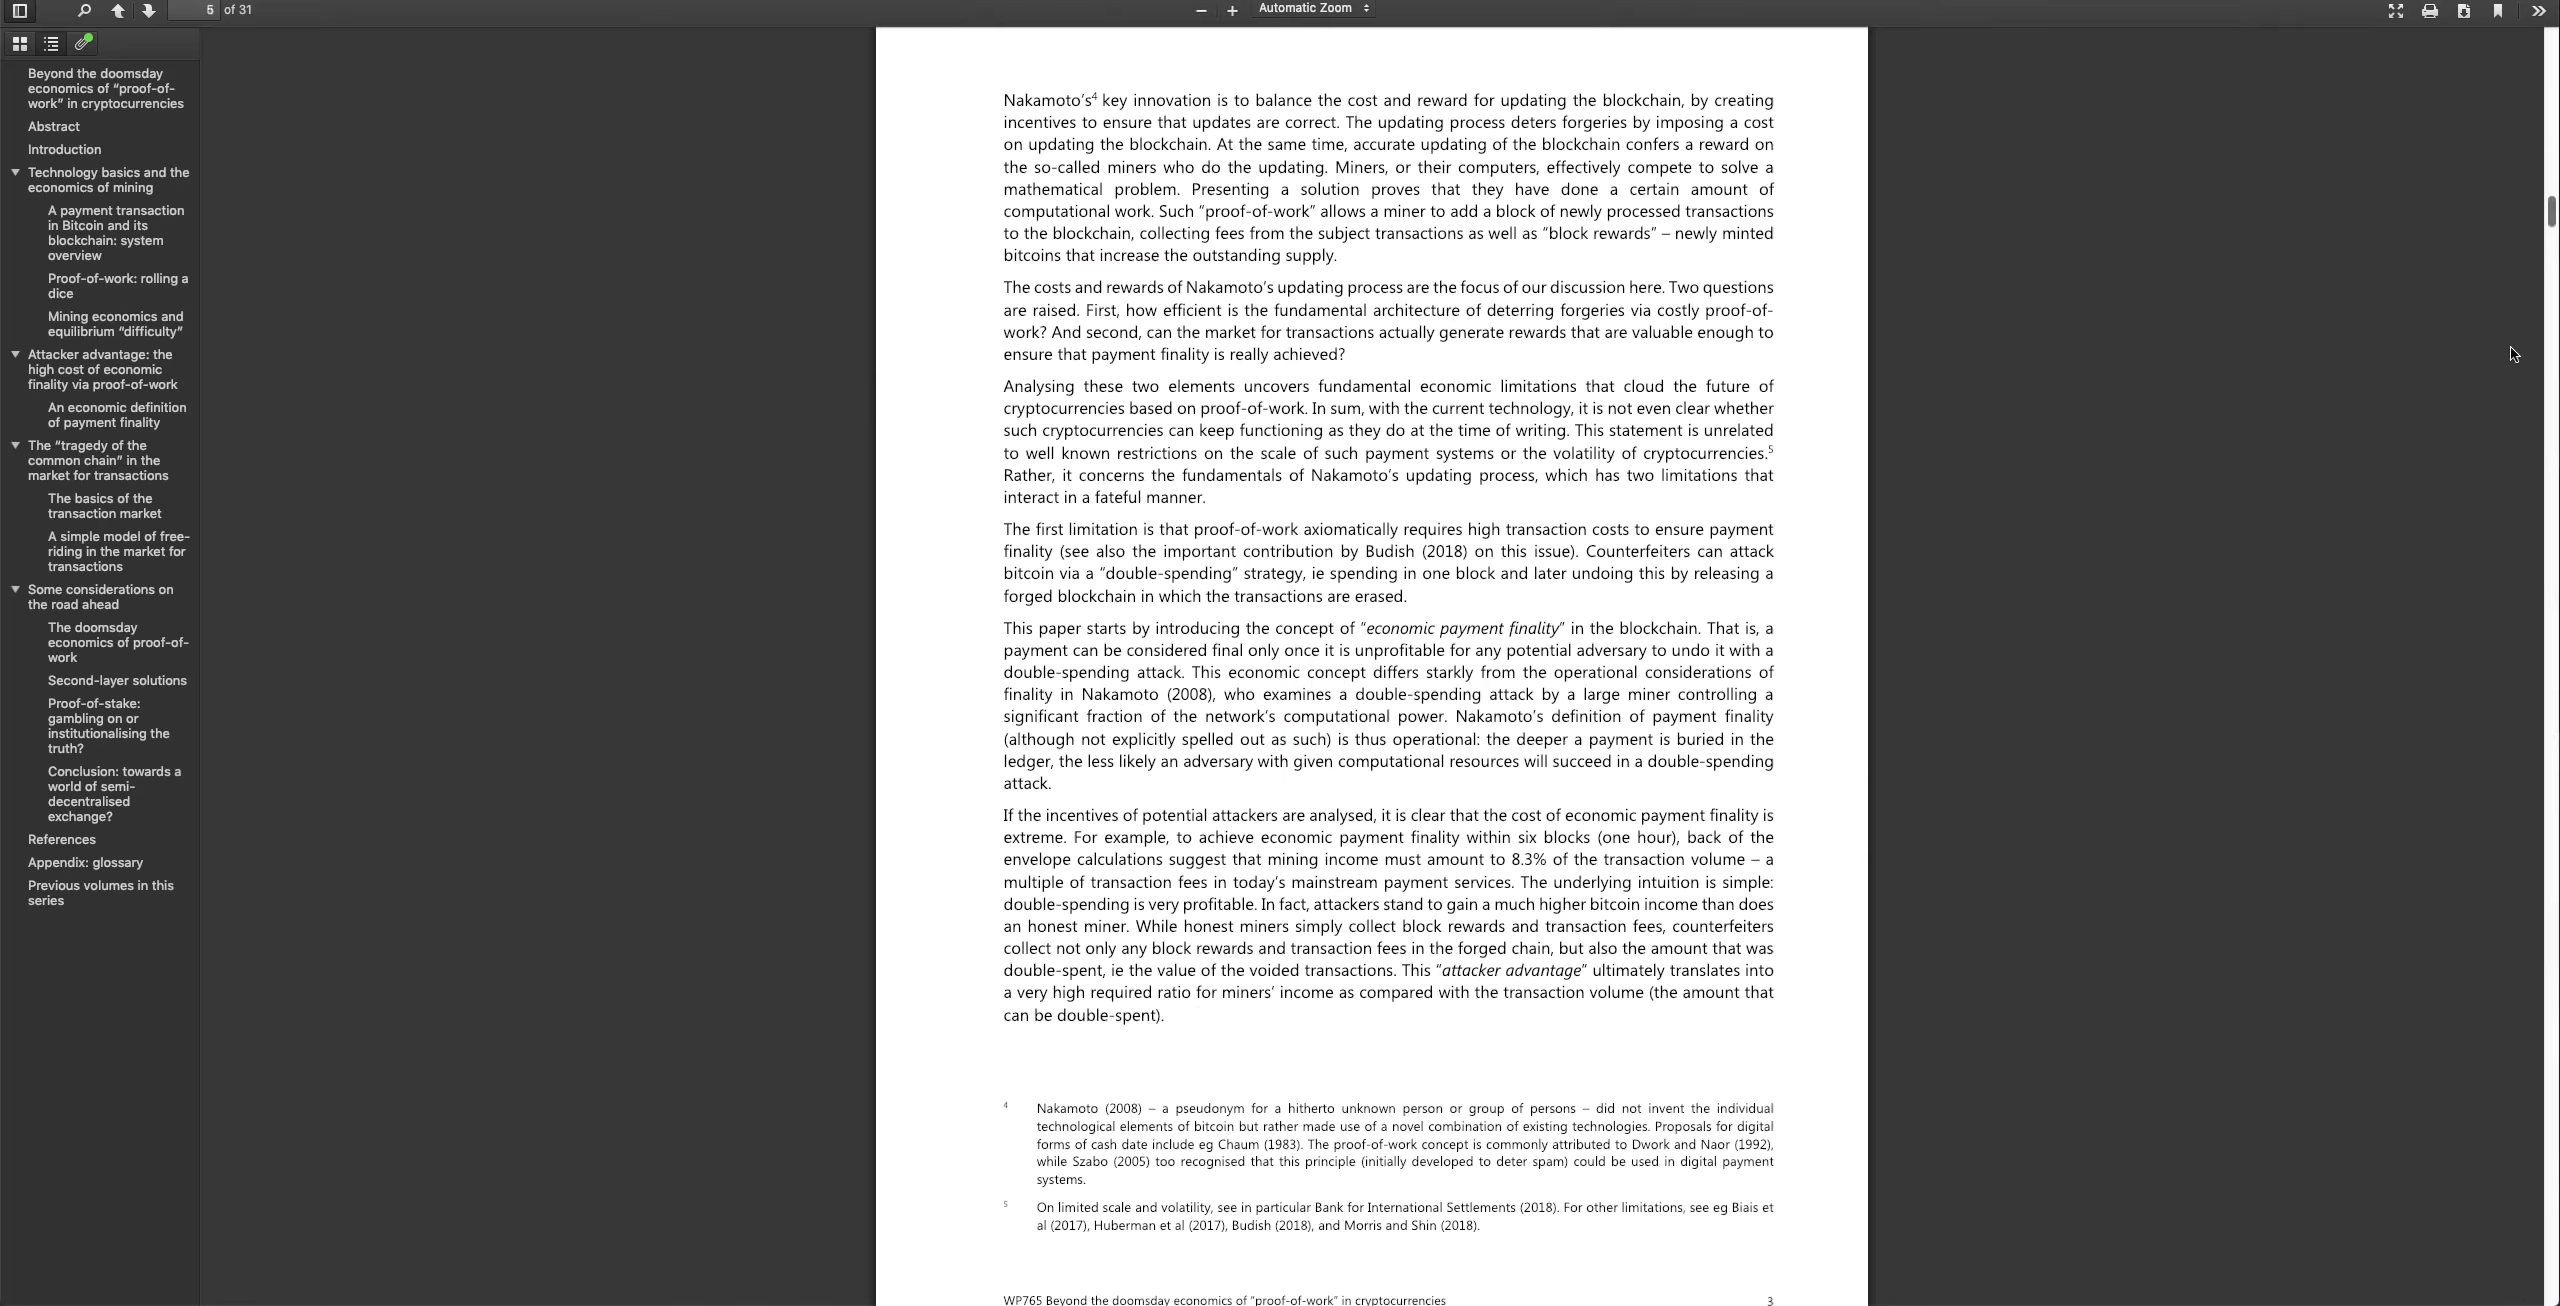 5 of 31
Automatic Zoom
Beyond the doomsday
economics of “proof-of-
work” in cryptocurrencies
Abstract
Introduction
Technology basics and the
economics of mining
A payment transaction
in Bitcoin and its
blockchain: system
overview
Proof-of-work: rolling a
dice
Mining economics and
equilibrium “difficulty”
Attacker advantage: the
high cost of economic
finality via proof-of-work
An economic definition
of payment finality
The “tragedy of the
common chain” in the
market for transactions
The basics of the
transaction market
A simple model of free-
riding in the market for
transactions
Some considerations on
the road ahead
The doomsday
economics of proof-of-
work
Second-layer solutions
Proof-of-stake:
gambling on or
institutionalising the
truth?
Conclusion: towards a
world of semi-
decentralised
exchange?
References
Appendix: glossary
Previous volumes in this
series
Nakamoto’s4 key innovation is to balance the cost and reward for updating the blockchain, by creating
incentives to ensure that updates are correct. The updating process deters forgeries by imposing a cost
on updating the blockchain. At the same time, accurate updating of the blockchain confers a reward on
the so-called miners who do the updating. Miners, or their computers, effectively compete to solve a
mathematical problem. Presenting a solution proves that they have done a certain amount of
computational work. Such “proof-of-work” allows a miner to add a block of newly processed transactions
to the blockchain, collecting fees from the subject transactions as well as “block rewards” – newly minted
bitcoins that increase the outstanding supply.
The costs and rewards of Nakamoto’s updating process are the focus of our discussion here. Two questions
are raised. First, how efficient is the fundamental architecture of deterring forgeries via costly proof-of-
work? And second, can the market for transactions actually generate rewards that are valuable enough to
ensure that payment finality is really achieved?
Analysing these two elements uncovers fundamental economic limitations that cloud the future of
cryptocurrencies based on proof-of-work. In sum, with the current technology, it is not even clear whether
such cryptocurrencies can keep functioning as they do at the time of writing. This statement is unrelated
to well known restrictions on the scale of such payment systems or the volatility of cryptocurrencies.5
Rather, it concerns the fundamentals of Nakamoto’s updating process, which has two limitations that
interact in a fateful manner.
The first limitation is that proof-of-work axiomatically requires high transaction costs to ensure payment
finality (see also the important contribution by Budish (2018) on this issue). Counterfeiters can attack
bitcoin via a “double-spending” strategy, ie spending in one block and later undoing this by releasing a
forged blockchain in which the transactions are erased.
This paper starts by introducing the concept of “economic payment finality” in the blockchain. That is, a
payment can be considered final only once it is unprofitable for any potential adversary to undo it with a
double-spending attack. This economic concept differs starkly from the operational considerations of
finality in Nakamoto (2008), who examines a double-spending attack by a large miner controlling a
significant fraction of the network’s computational power. Nakamoto’s definition of payment finality
(although not explicitly spelled out as such) is thus operational: the deeper a payment is buried in the
ledger, the less likely an adversary with given computational resources will succeed in a double-spending
attack.
If the incentives of potential attackers are analysed, it is clear that the cost of economic payment finality is
extreme. For example, to achieve economic payment finality within six blocks (one hour), back of the
envelope calculations suggest that mining income must amount to 8.3% of the transaction volume – a
multiple of transaction fees in today’s mainstream payment services. The underlying intuition is simple:
double-spending is very profitable. In fact, attackers stand to gain a much higher bitcoin income than does
an honest miner. While honest miners simply collect block rewards and transaction fees, counterfeiters
collect not only any block rewards and transaction fees in the forged chain, but also the amount that was
double-spent, ie the value of the voided transactions. This “attacker advantage” ultimately translates into
a very high required ratio for miners’ income as compared with the transaction volume (the amount that
can be double-spent).
4 Nakamoto (2008) – a pseudonym for a hitherto unknown person or group of persons – did not invent the individual
technological elements of bitcoin but rather made use of a novel combination of existing technologies. Proposals for digital
forms of cash date include eg Chaum (1983). The proof-of-work concept is commonly attributed to Dwork and Naor (1992),
while Szabo (2005) too recognised that this principle (initially developed to deter spam) could be used in digital payment
systems.
5 On limited scale and volatility, see in particular Bank for International Settlements (2018). For other limitations, see eg Biais et
al (2017), Huberman et al (2017), Budish (2018), and Morris and Shin (2018).
WP765 Beyond the doomsday economics of “proof-of-work” in cryptocurrencies 3